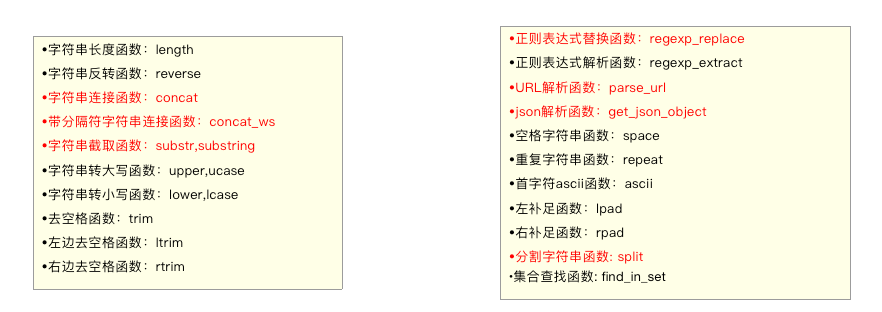 •字符串长度函数：length
•字符串反转函数：reverse
•字符串连接函数：concat
•带分隔符字符串连接函数：concat_ws
•字符串截取函数：substr,substring
•字符串转大写函数：upper,ucase
•字符串转小写函数：lower,lcase
•去空格函数：trim
•左边去空格函数：ltrim
•右边去空格函数：rtrim
•正则表达式替换函数：regexp_replace
•正则表达式解析函数：regexp_extract
•URL解析函数：parse_url
•json解析函数：get_json_object
•空格字符串函数：space
•重复字符串函数：repeat
•首字符ascii函数：ascii
•左补足函数：lpad
•右补足函数：rpad
•分割字符串函数: split
•集合查找函数: find_in_set